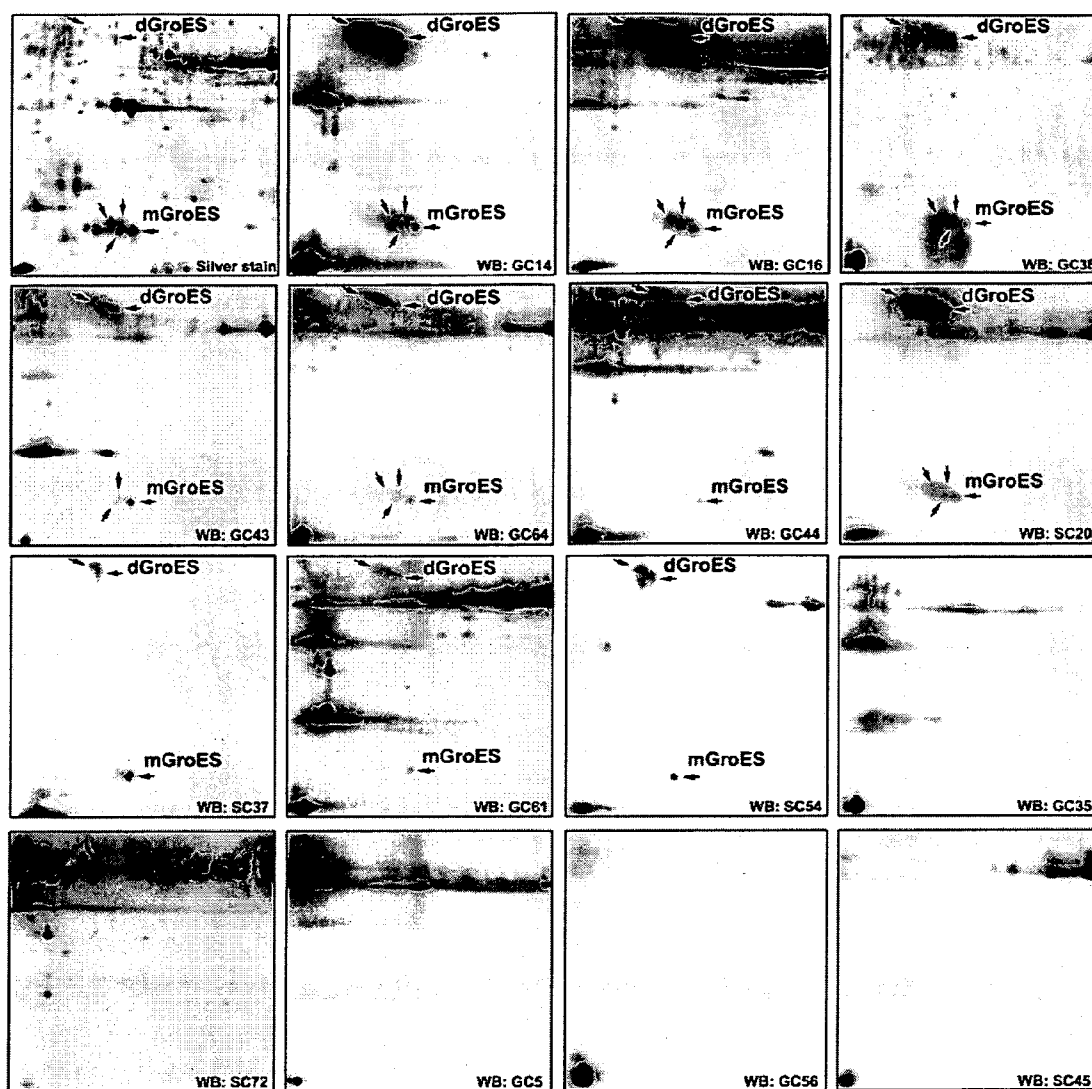 dGroES
mGroES
Silver stain
dGroES
mGroES
WB: GC14
dGroES
mGroES
WB: GC16
dGroES
mGroES
WB: GC38
dGroES
mGroES
WB: GC43
dGroES
mGroES
WB: GC64
dGroES
mGroES
WB: GC44
dGroES
mGroES
WB: SC20
dGroES
mGroES
WB: SC37
dGroES
mGroES
WB: GC61
dGroES
mGroES
WB: SC54
WB: GC35
WB: SC72
WB: GC5
WB: GC56
WB: SC45